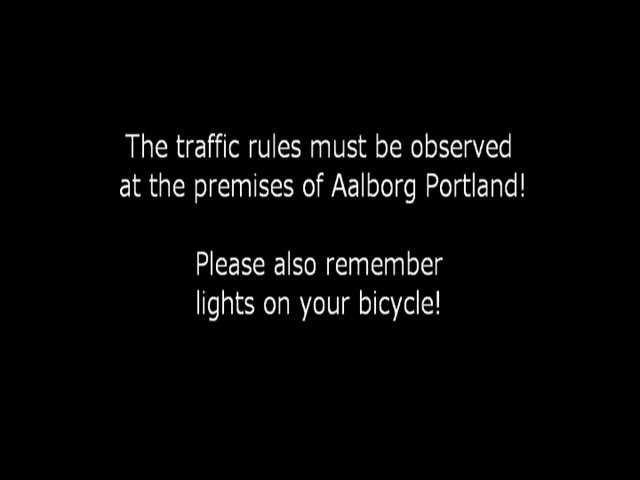 The traffic rules must be observed
at the premises of Aalborg Portland!
Please also remember
lights on your bicycle!